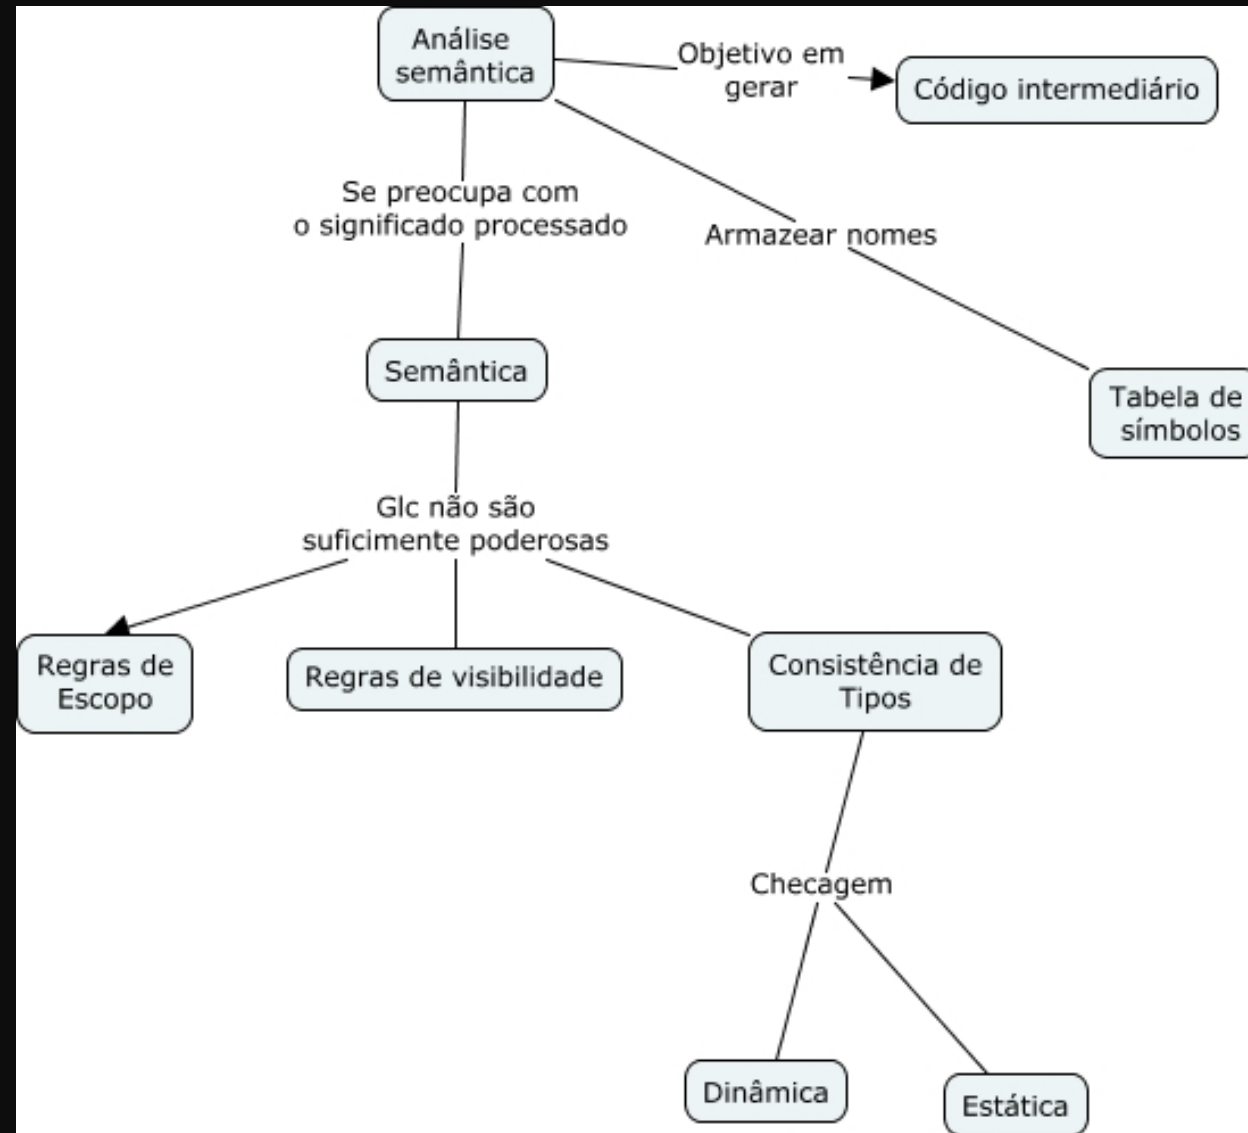 Análise
semântica
Objetivo em
gerar
Código intermediário
Se preocupa com
o significado processado
Armazear nomes
Semântica
Tabela de
símbolos
Glc não são
suficimente poderosas
Regras de
Escopo
Regras de visibilidade
Consistência de
Tipos
Checagem
Dinâmica
Estática